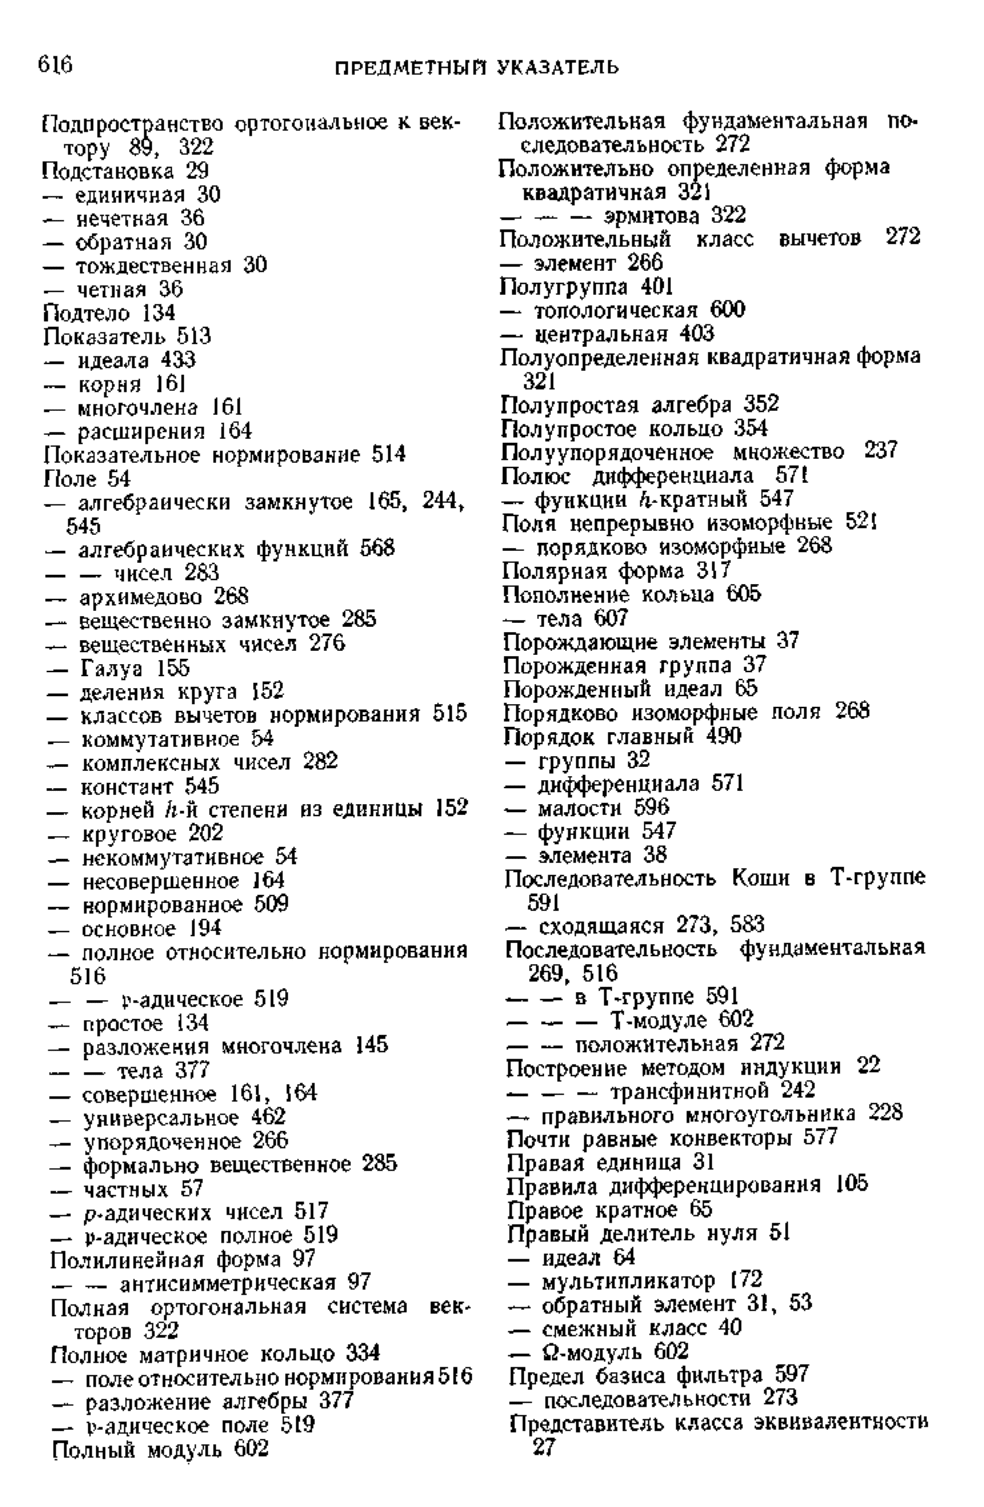 616
ПРЕДМЕТНЫЙ УКАЗАТЕЛЬ
Подпространство ортогональное к век-
тору 89, 322
Подстановка 29
— единичная 30
— нечетная 36
— обратная 30
— тождественная 30
— четная 36
Подтело 134
Показатель 513
— идеала 433
— корня 161
— многочлена 161
— расширения 164
Показательное нормирование 514
Поле 54
— алгебраически замкнутое 165, 244,
545
— алгебраических функций 568
— — чисел 283
— архимедово 268
— вещественно замкнутое 285
— вещественных чисел 276
— Галуа 155
— деления круга 152
— классов вычетов нормирования 515
— коммутативное 54
— комплексных чисел 282
— констант 545
— корней h-й степени из единицы 152
— круговое 202
— некоммутативное 54
— несовершенное 164
— нормированное 509
— основное 194
— полное относительно нормирования
516
— — 𝔭-адическое 519
— простое 134
— разложения многочлена 145
— — тела 377
— совершенное 161, 164
— универсальное 462
— упорядоченное 266
— формально вещественное 285
— частных 57
— p-адических чисел 517
— 𝔭-адическое полное 519
Полилинейная форма 97
— — антисимметрическая 97
Полная ортогональная система век-
торов 322
Полное матричное кольцо 334
— поле относительно нормирования 516
— разложение алгебры 377
— 𝔭-адическое поле 519
Полный модуль 602
Положительная фундаментальная по-
следовательность 272
Положительно определенная форма
квадратичная 321
— — — эрмитова 322
Положительный класс вычетов 272
— элемент 266
Полугруппа 401
— топологическая 600
— центральная 403
Полуопределенная квадратичная форма
321
Полупростая алгебра 352
Полупростое кольцо 354
Полуупорядоченное множество 237
Полюс дифференциала 571
— функции h-кратный 547
Поля непрерывно изоморфные 521
— порядково изоморфные 268
Полярная форма 317
Пополнение кольца 605
— тела 607
Порождающие элементы 37
Порожденная группа 37
Порожденный идеал 65
Порядково изоморфные поля 268
Порядок главный 490
— группы 32
— дифференциала 571
— малости 596
— функции 547
— элемента 38
Последовательность Коши в Т-группе
591
— сходящаяся 273, 583
Последовательность фундаментальная
269, 516
— — в Т-группе 591
— — — Т-модуле 602
— — положительная 272
Построение методом индукции 22
— — — трансфинитной 242
— правильного многоугольника 228
Почти равные конвекторы 577
Правая единица 31
Правила дифференцирования 105
Правое кратное 65
Правый делитель нуля 51
— идеал 64
— мультипликатор 172
— обратный элемент 31, 53
— смежный класс 40
— Ω-модуль 602
Предел базиса фильтра 597
— последовательности 273
Представитель класса эквивалентности
27